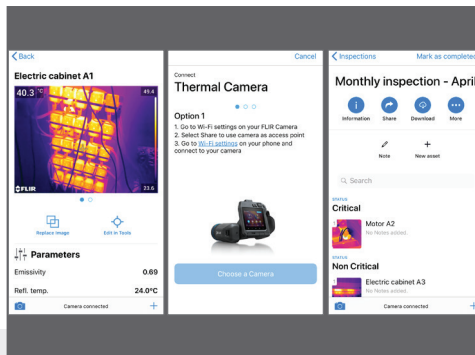 Back
Electric cabinet A1
40.3 °C
49.4
FLIR
23.6
Replace Image
Edit in Tools
Parameters
Emissivity
0.69
Refl. temp.
24.0°C
Camera connected
Cancel
Connect
Thermal Camera
Option 1
1. Go to Wi-Fi settings on your FLIR Camera
2. Select Share to use camera as access point
3. Go to Wi-Fi settings on your phone and
connect to your camera
Choose a Camera
Inspections
Mark as completed
Monthly inspection - April
Information
Share
Download
More
Note
New asset
Search
STATUS
Critical
Motor A2
No Notes added.
STATUS
Non Critical
Electric cabinet A3
No Notes added.
Camera connected